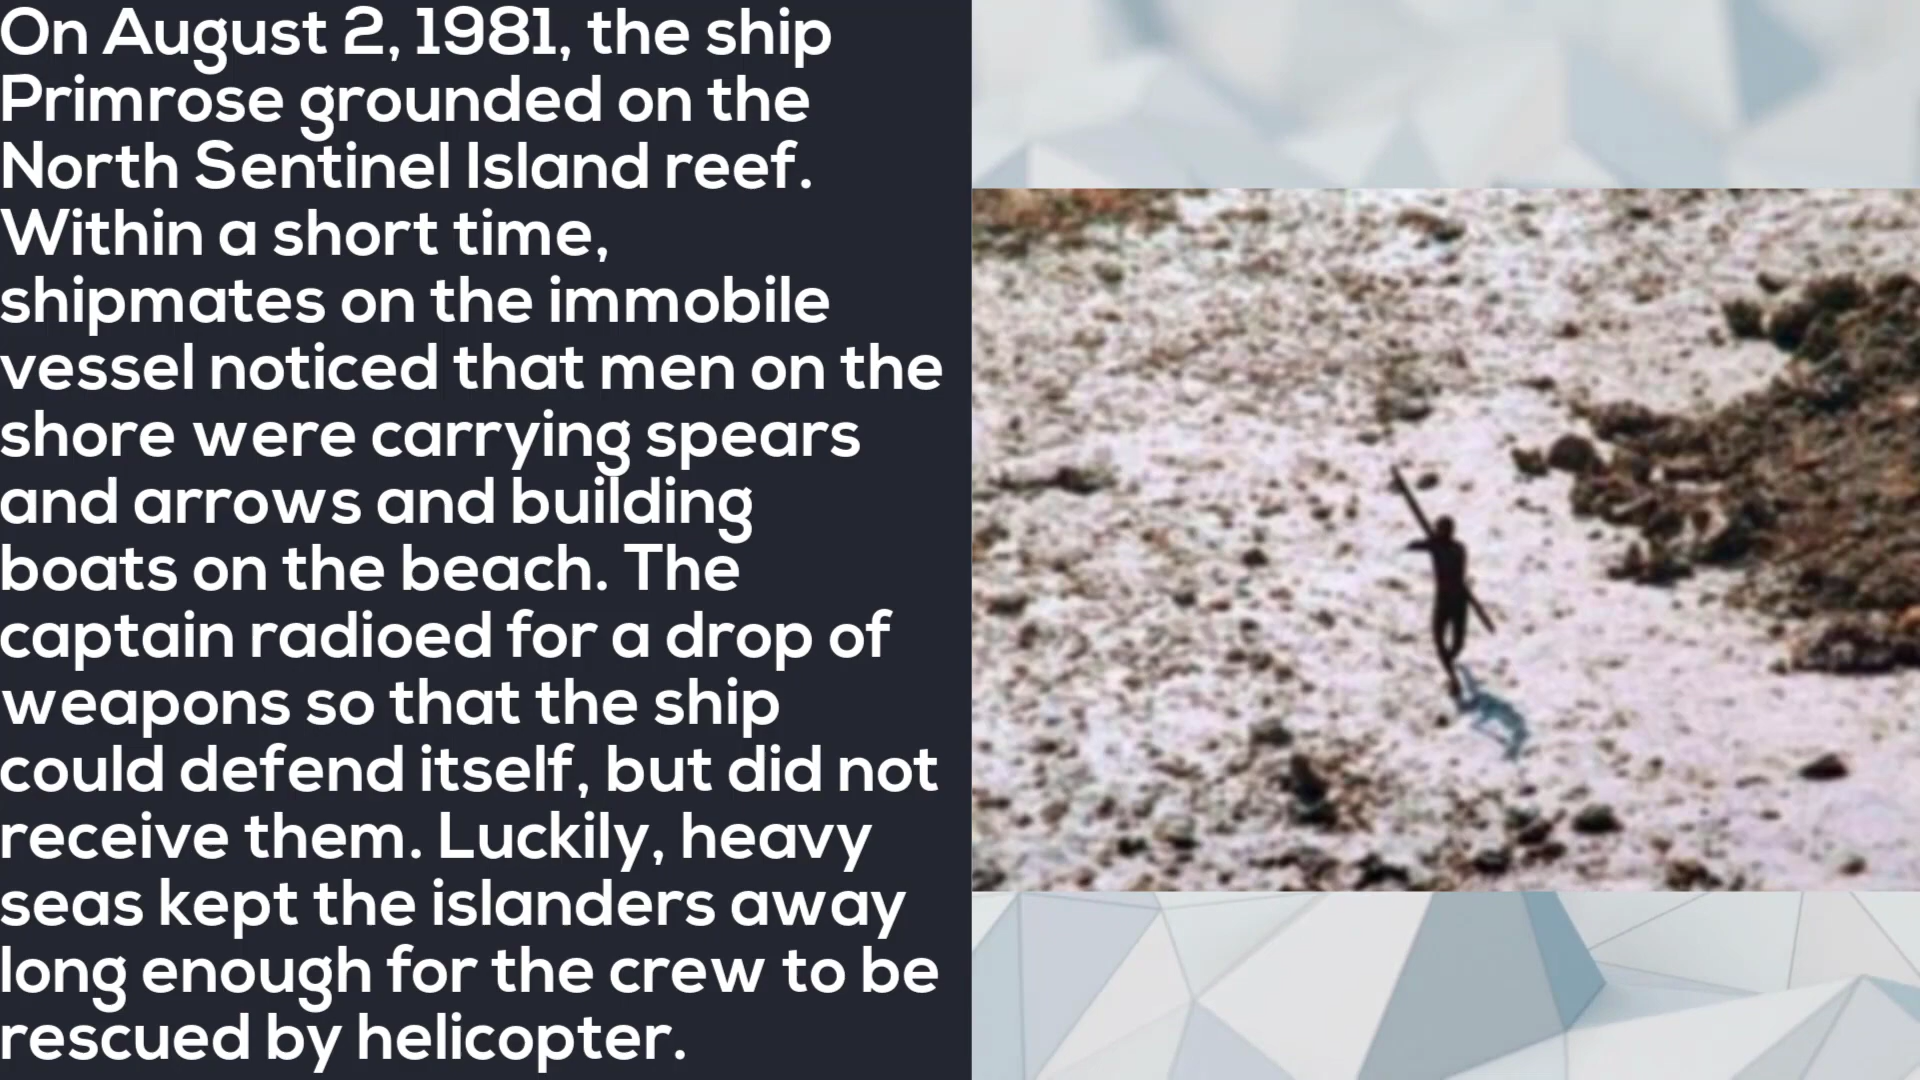 On August 2, 1981, the ship
Primrose grounded on the
North Sentinel Island reef.
Within a short time,
shipmates on the immobile
vessel noticed that men on the
shore were carrying spears
and arrows and building
boats on the beach. The
captain radioed for a drop of
weapons so that the ship
could defend itself, but did not
receive them. Luckily, heavy
seas kept the islanders away
long enough for the crew to be
rescued by helicopter.